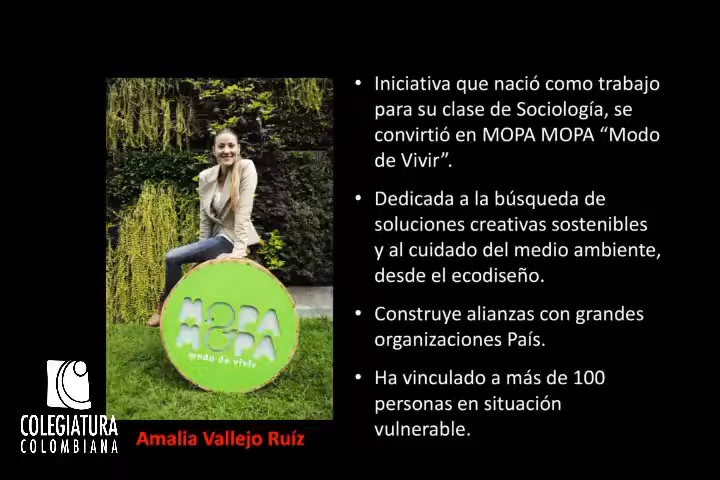 • Iniciativa que nació como trabajo
para su clase de Sociología, se
convirtió en MOPA MOPA “Modo
de Vivir”.
• Dedicada a la búsqueda de
soluciones creativas sostenibles
y al cuidado del medio ambiente,
desde el ecodiseño.
• Construye alianzas con grandes
organizaciones País.
• Ha vinculado a más de 100
personas en situación
vulnerable.
MOPA
MOPA
modo de vivir
COLEGIATURA
COLOMBIANA
Amalia Vallejo Ruíz